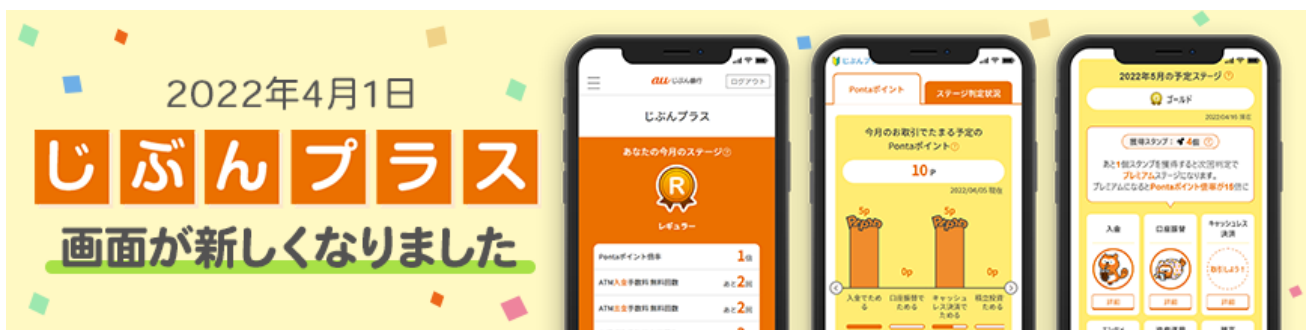 2022年4月1日
じぶんプラス
画面が新しくなりました
au じぶん銀行
ログアウト
じぶんプラス
あなたの今月のステージ?
R
レギュラー
Pontaポイント倍率 1倍
ATM入金手数料無料回数 あと2回
ATM出金手数料無料回数 あと2回
じぶんプ
Pontaポイント
ステージ判定状況
今月のお取引でたまる予定の
Pontaポイント?
10P
2022/04/05 現在
5p
0p
5p
0p
入金でためる
口座振替でためる
キャッシュレス決済でためる
積立投資ためる
2022年5月の予定ステージ?
ゴールド
2022/04/05 現在
獲得スタンプ:4個?
あと1個スタンプを獲得すると次回判定で
プレミアムステージになります。
プレミアムになるとPontaポイント倍率が10倍に
入金
口座振替
キャッシュレス
決済
取引しよう!
詳細
詳細
詳細